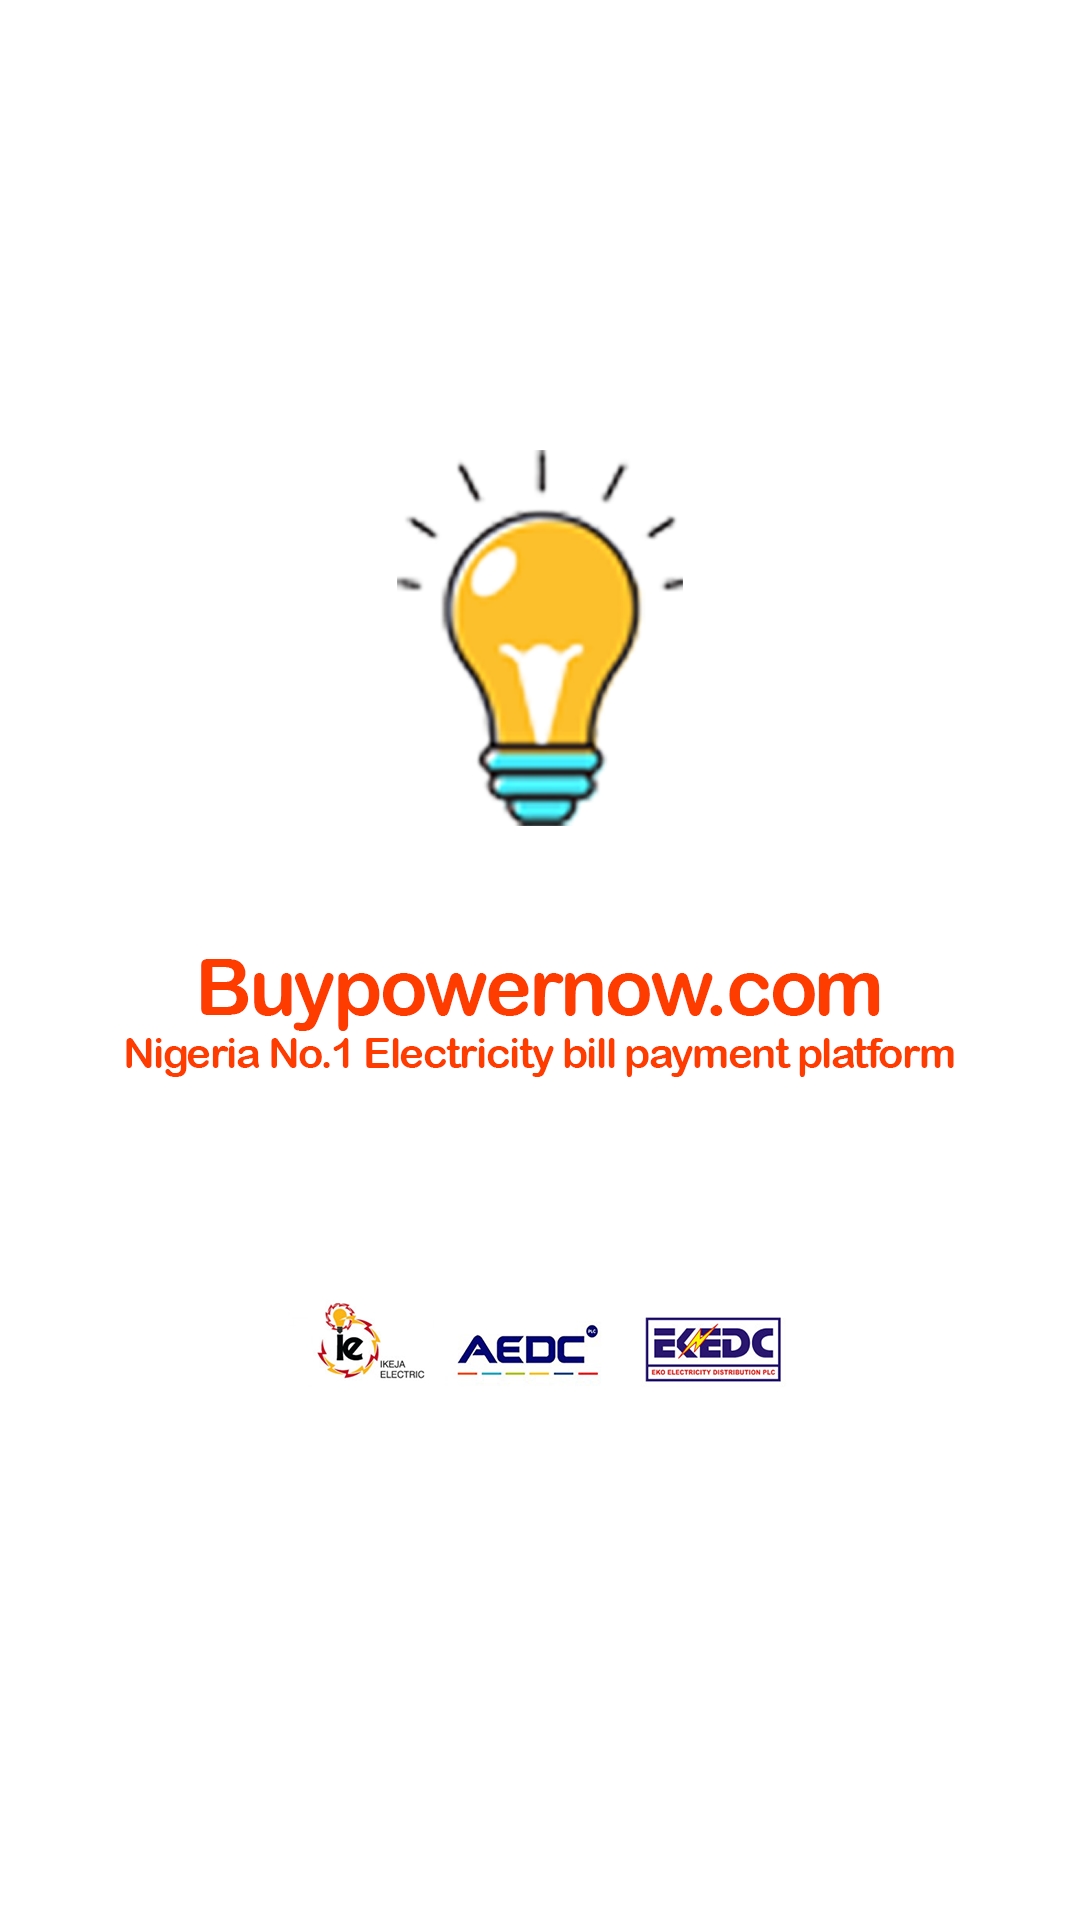 Buypowernow.com
Nigeria No.1 Electricity bill payment platform
ie
IKEJA
ELECTRIC
AEDC
PLC
EKEDC
EKO ELECTRICITY DISTRIBUTION PLC